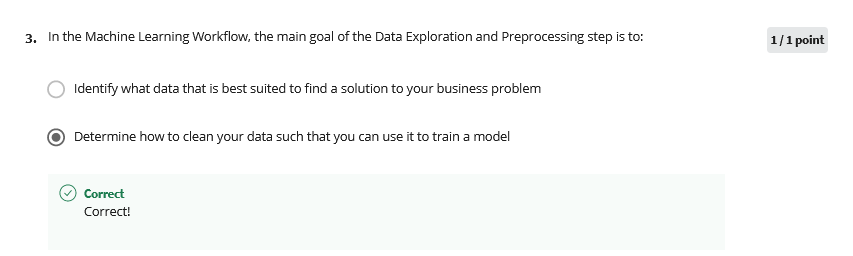 3. In the Machine Learning Workflow, the main goal of the Data Exploration and Preprocessing step is to:
1 / 1 point
Identify what data that is best suited to find a solution to your business problem
Determine how to clean your data such that you can use it to train a model
Correct
Correct!